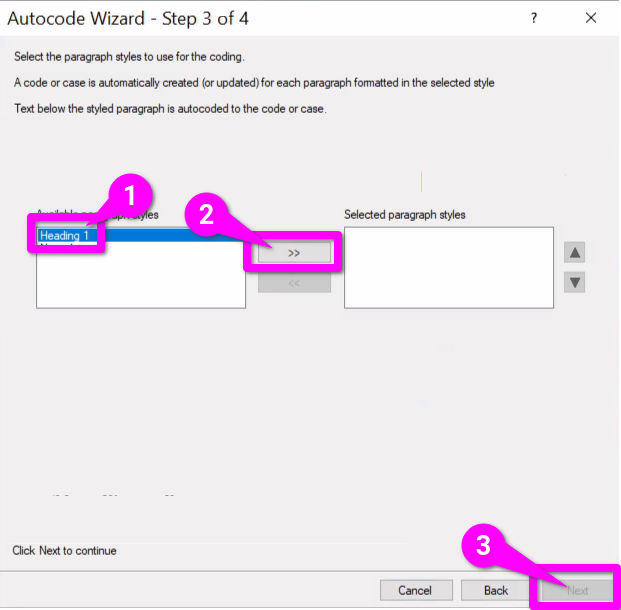 Autocode Wizard - Step 3 of 4
?
Select the paragraph styles to use for the coding.
A code or case is automatically created (or updated) for each paragraph formatted in the selected style
Text below the styled paragraph is autocoded to the code or case.
1
2
styles
Selected paragraph styles
Heading 1
>>
<<
3
Click Next to continue
Cancel
Back
Next